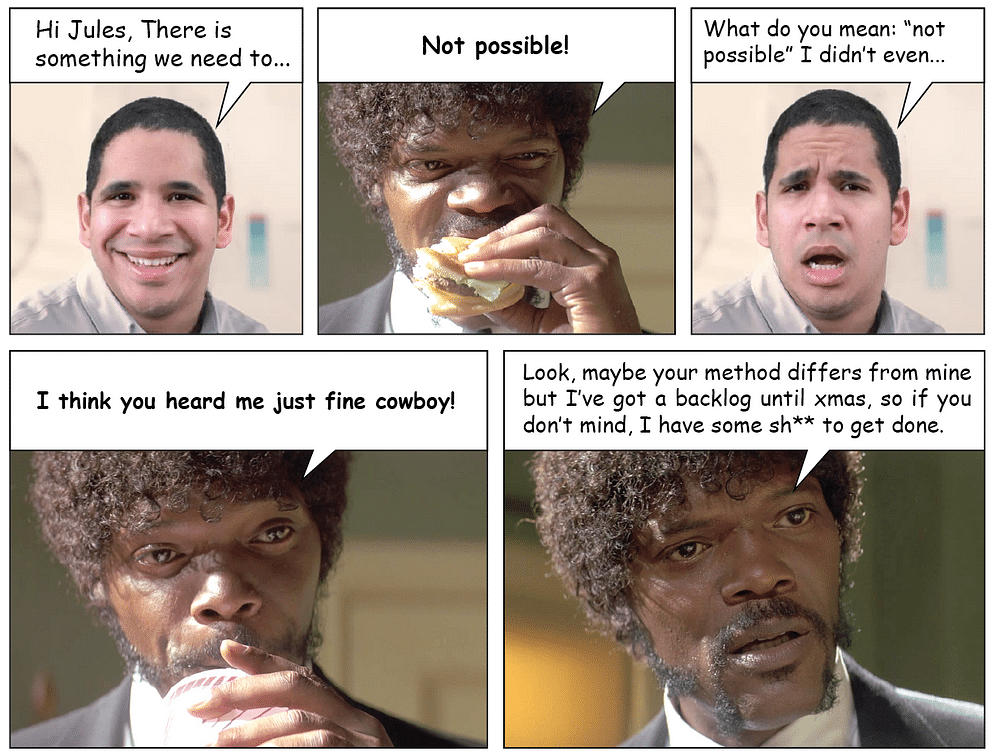 Hi Jules, There is
something we need to...
Not possible!
What do you mean: “not
possible” I didn’t even...
I think you heard me just fine cowboy!
Look, maybe your method differs from mine
but I’ve got a backlog until xmas, so if you
don’t mind, I have some sh** to get done.